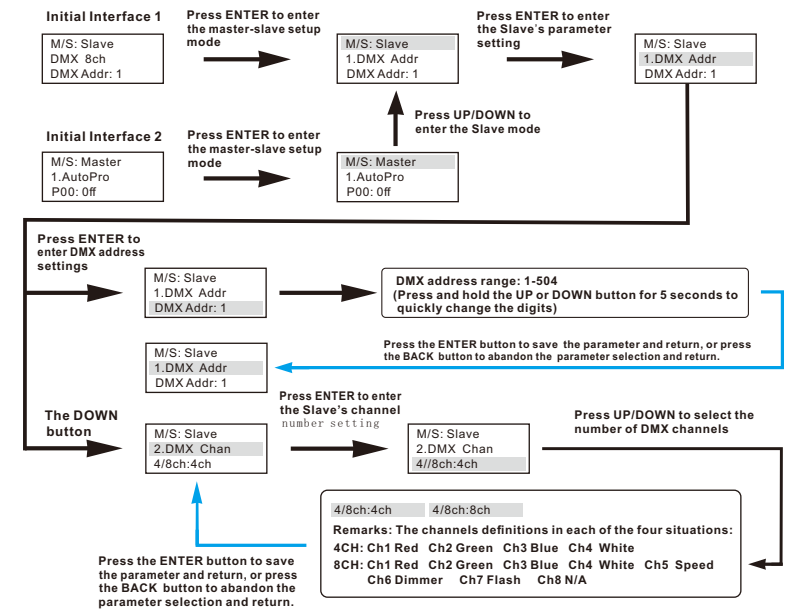 Initial Interface 1
M/S: Slave
DMX 8ch
DMX Addr: 1
Press ENTER to enter
the master-slave setup
mode
M/S: Slave
1.DMX Addr
DMX Addr: 1
Press ENTER to enter
the Slave's parameter
setting
M/S: Slave
1.DMX Addr
DMX Addr: 1
Press UP/DOWN to
enter the Slave mode
Initial Interface 2
M/S: Master
1.AutoPro
P00: 0ff
Press ENTER to enter
the master-slave setup
mode
M/S: Master
1.AutoPro
P00: 0ff
Press ENTER to
enter DMX address
settings
M/S: Slave
1.DMX Addr
DMX Addr: 1
DMX address range: 1-504
(Press and hold the UP or DOWN button for 5 seconds to
quickly change the digits)
Press the ENTER button to save the parameter and return, or press
the BACK button to abandon the parameter selection and return.
M/S: Slave
1.DMX Addr
DMX Addr: 1
The DOWN
button
M/S: Slave
2.DMX Chan
4/8ch:4ch
Press ENTER to enter
the Slave's channel
number setting
M/S: Slave
2.DMX Chan
4//8ch:4ch
Press UP/DOWN to select the
number of DMX channels
4/8ch:4ch 4/8ch:8ch
Remarks: The channels definitions in each of the four situations:
4CH: Ch1 Red Ch2 Green Ch3 Blue Ch4 White
8CH: Ch1 Red Ch2 Green Ch3 Blue Ch4 White Ch5 Speed
Ch6 Dimmer Ch7 Flash Ch8 N/A
Press the ENTER button to save
the parameter and return, or press
the BACK button to abandon the
parameter selection and return.